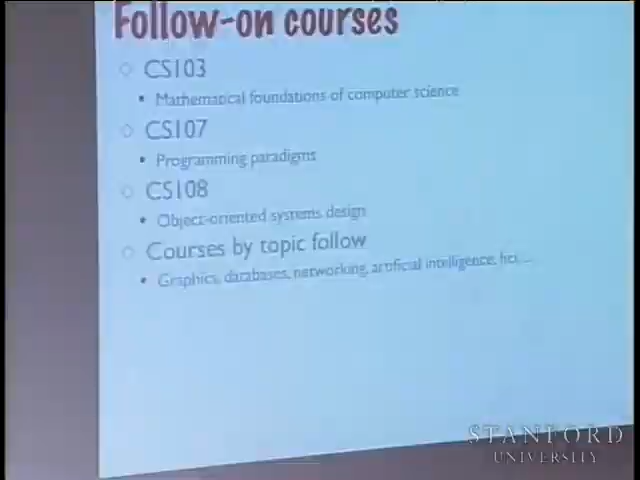 Follow-on courses
CS103
Mathematical foundations of computer science
CS107
Programming paradigms
CS108
Object-oriented systems design
Courses by topic follow
Graphics, databases, networking, artificial intelligence, hci, ...
STANFORD
UNIVERSITY